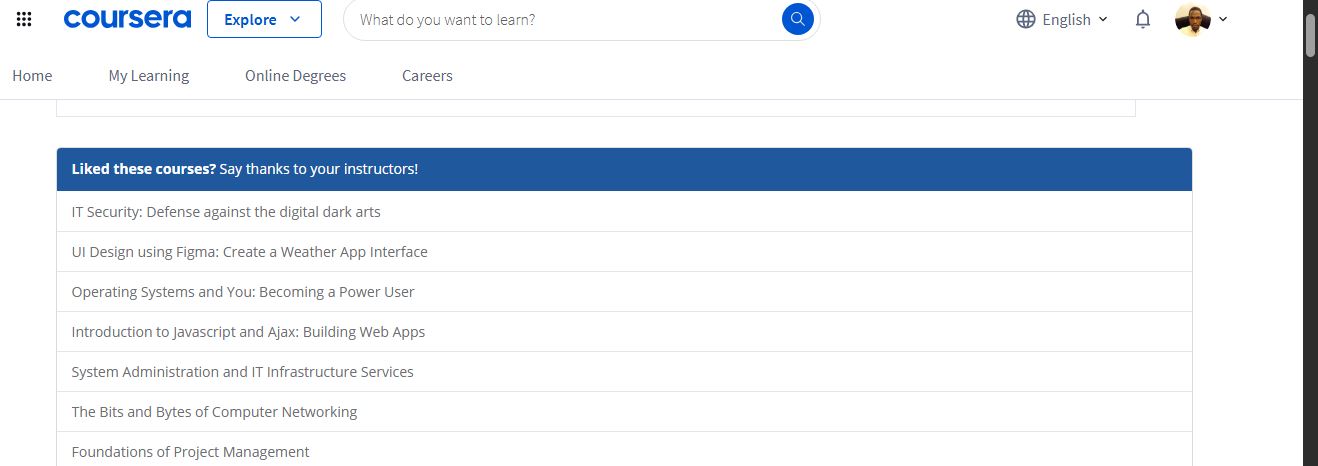 coursera
Explore
What do you want to learn?
English
Home
My Learning
Online Degrees
Careers
Liked these courses? Say thanks to your instructors!
IT Security: Defense against the digital dark arts
UI Design using Figma: Create a Weather App Interface
Operating Systems and You: Becoming a Power User
Introduction to Javascript and Ajax: Building Web Apps
System Administration and IT Infrastructure Services
The Bits and Bytes of Computer Networking
Foundations of Project Management